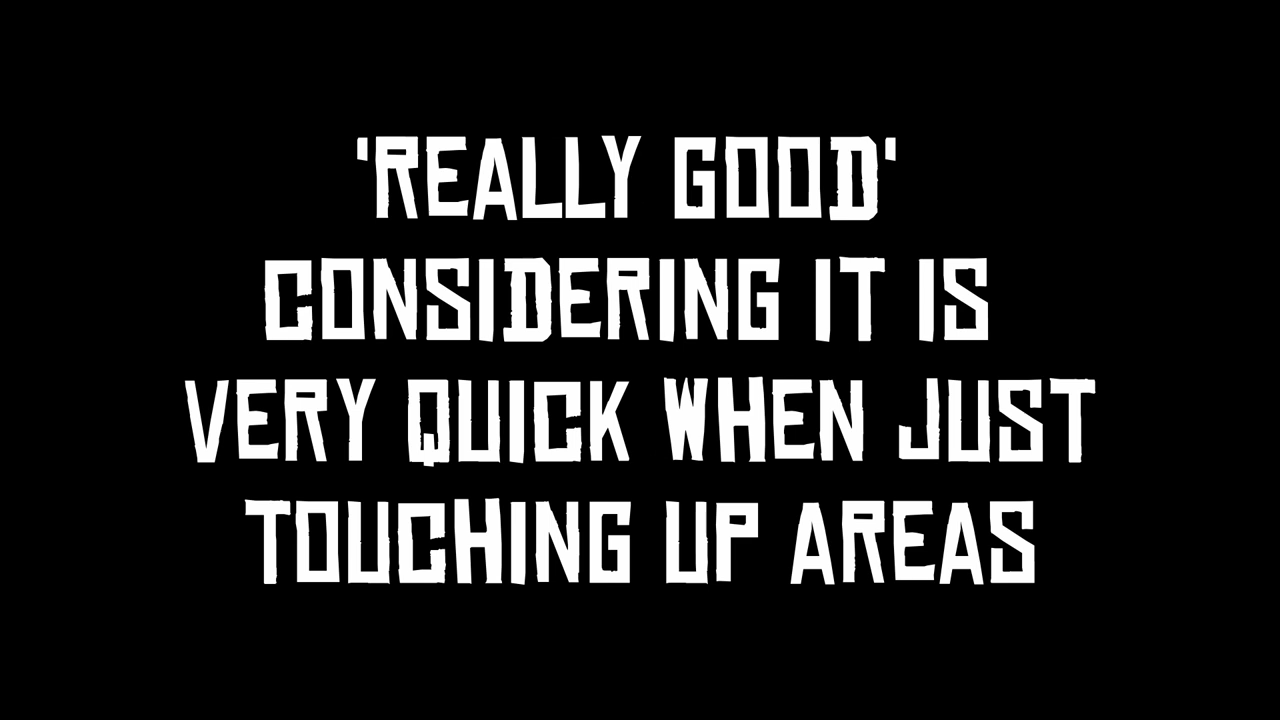 'REALLY GOOD'
CONSIDERING IT IS
VERY QUICK WHEN JUST
TOUCHING UP AREAS